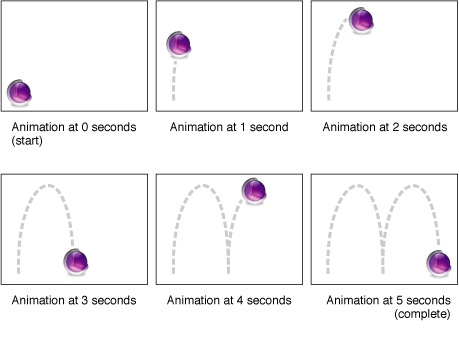 Animation at 0 seconds
(start)
Animation at 1 second
Animation at 2 seconds
Animation at 3 seconds
Animation at 4 seconds
Animation at 5 seconds
(complete)